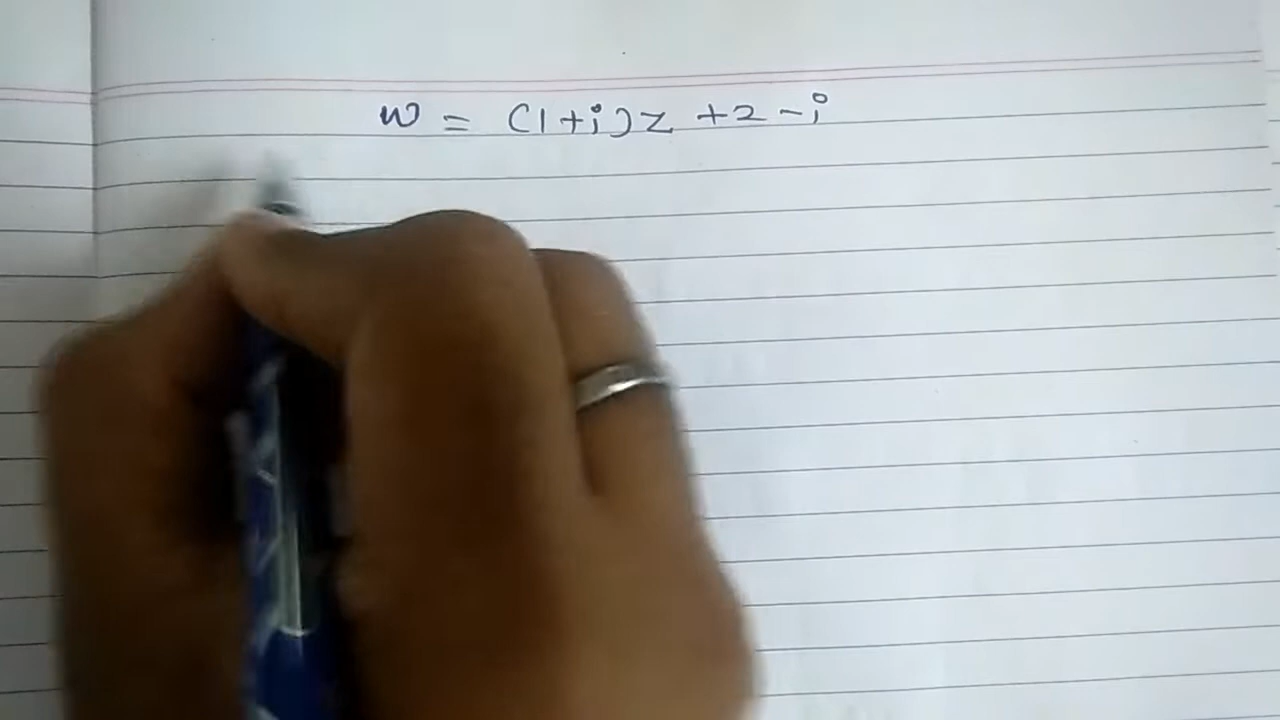 w = (1+i)z +2-i